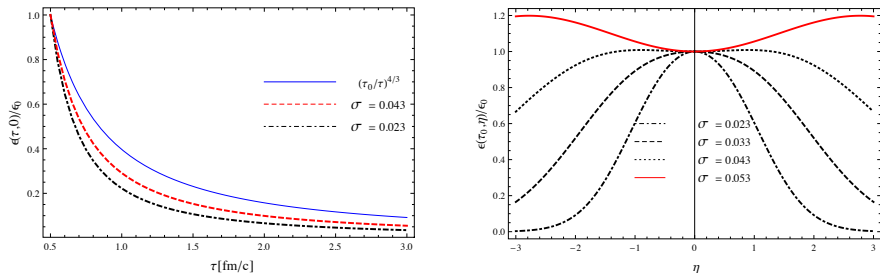 ϵ(τ,0)/ϵ₀
1.0
0.8
0.6
0.4
0.2
0.5
1.0
1.5
2.0
2.5
3.0
τ[fm/c]
(τ₀/τ)^{4/3}
σ = 0.043
σ = 0.023
ϵ(τ₀,η)/ϵ₀
1.2
1.0
0.8
0.6
0.4
0.2
0.0
−3
−2
−1
0
1
2
3
η
σ = 0.023
σ = 0.033
σ = 0.043
σ = 0.053